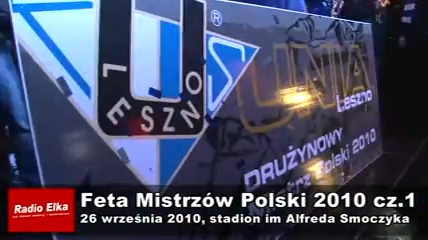 ®
U
LESZNO
S
UNIA
Leszno
DRUŻYNOWY
Mistrz Polski 2010
Radio Elka
Feta Mistrzów Polski 2010 cz.1
26 września 2010, stadion im Alfreda Smoczyka